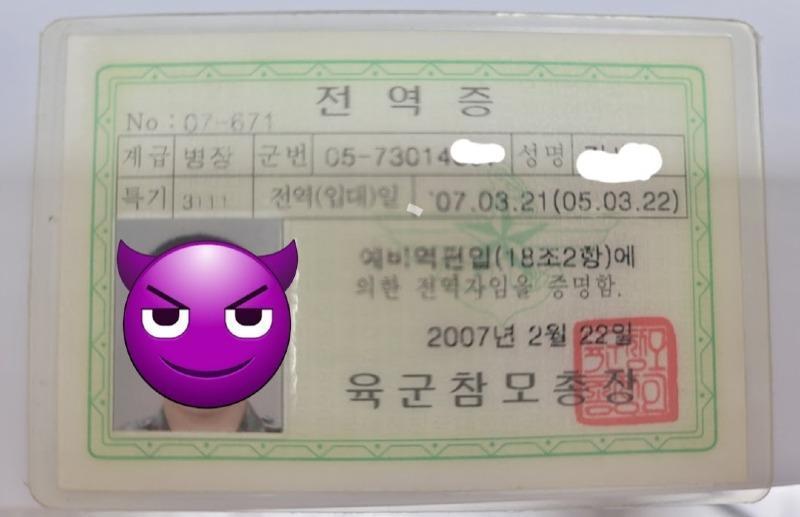 전 역 증
No : 07-671
계급 병장 군번 05-73014 성명
특기 3111 전역(입대)일 '07.03.21(05.03.22)
예비역편입(18조2항)에
의한 전역자임을 증명함.
2007년 2월 22일
육군참모총장